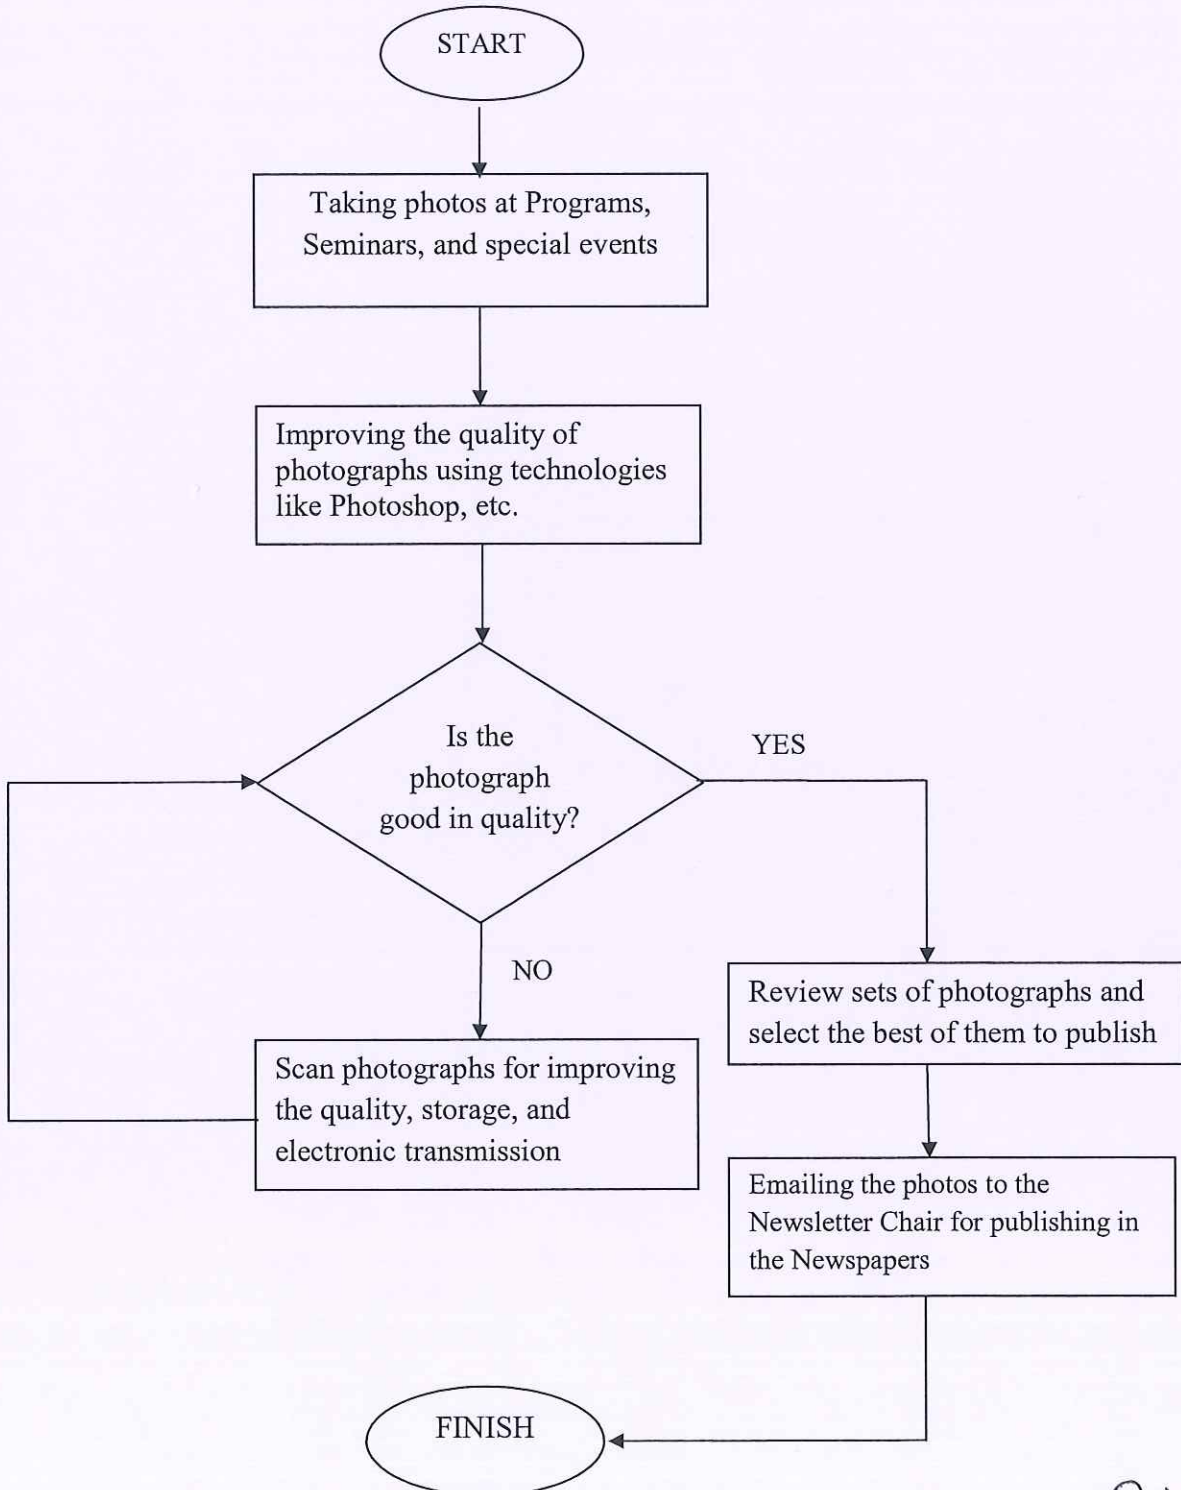 START
Taking photos at Programs,
Seminars, and special events
Improving the quality of
photographs using technologies
like Photoshop, etc.
Is the
photograph
good in quality?
YES
NO
Review sets of photographs and
select the best of them to publish
Scan photographs for improving
the quality, storage, and
electronic transmission
Emailing the photos to the
Newsletter Chair for publishing in
the Newspapers
FINISH